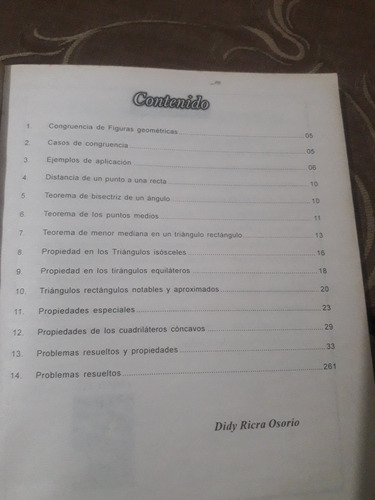 Contenido
1. Congruencia de Figuras geométricas 05
2. Casos de congruencia 05
3. Ejemplos de aplicación 08
4. Distancia de un punto a una recta 10
5. Teorema de bisectriz de un ángulo 10
6. Teorema de los puntos medios 11
7. Teorema de menor mediana en un triángulo rectángulo 13
8. Propiedad en los Triángulos isósceles 16
9. Propiedad en los tirángulos equiláteros 18
10. Triángulos rectángulos notables y aproximados 20
11. Propiedades especiales 23
12. Propiedades de los cuadriláteros cóncavos 29
13. Problemas resueltos y propiedades 33
14. Problemas resueltos 261
Didy Ricra Osorio